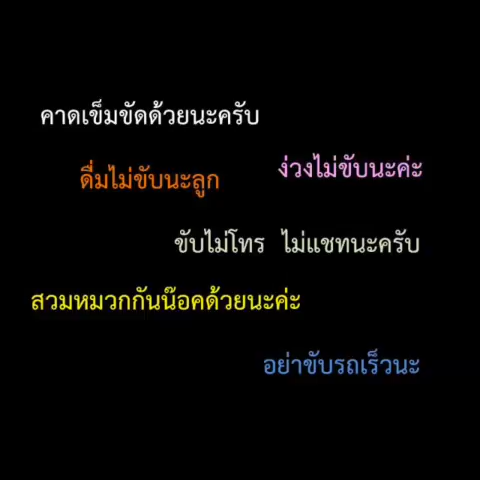 คาดเข็มขัดด้วยนะครับ
ง่วงไม่ขับนะค่ะ
ดื่มไม่ขับนะลูก
ขับไม่โทร ไม่แชทนะครับ
สวมหมวกกันน๊อคด้วยนะค่ะ
อย่าขับรถเร็วนะ